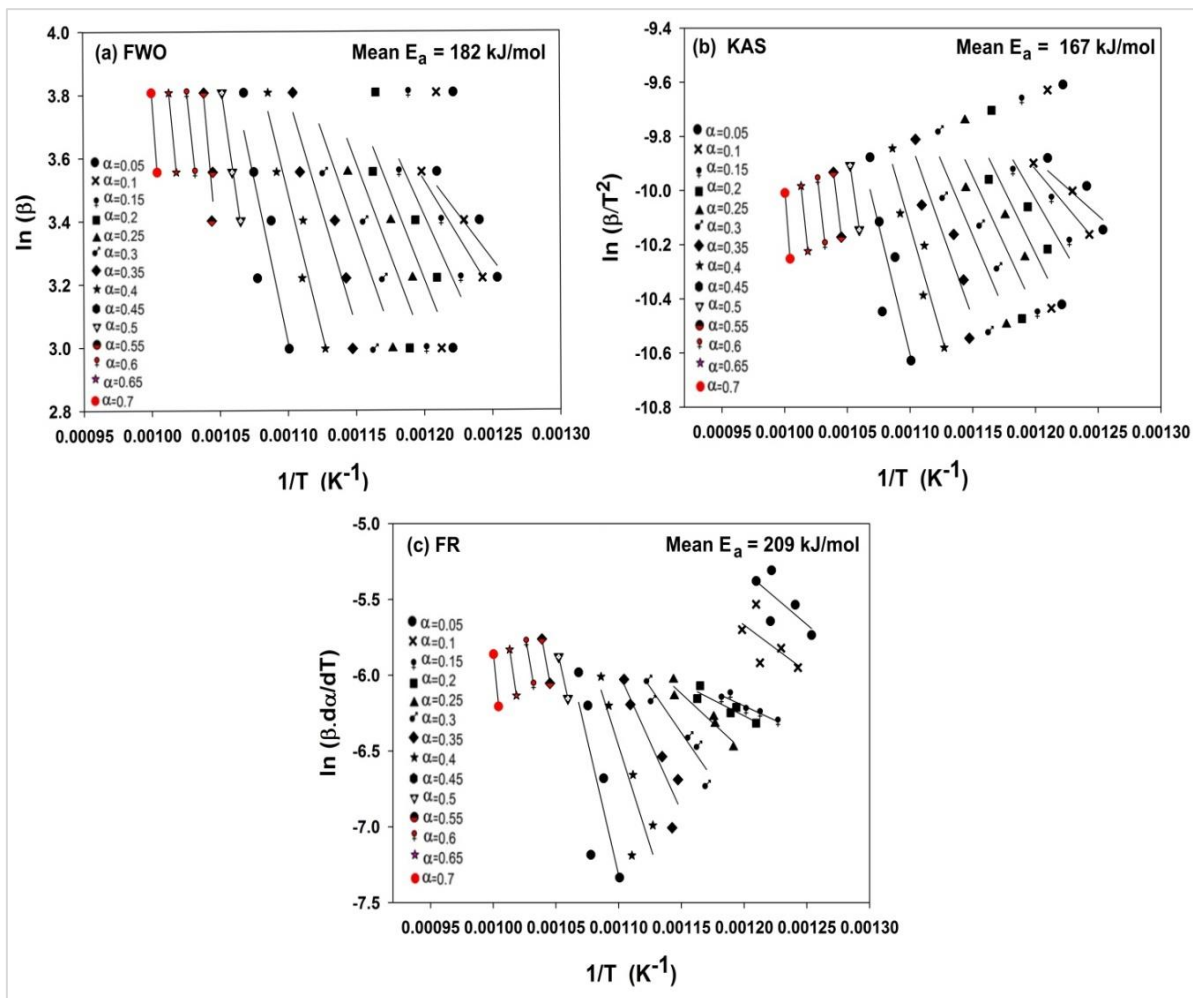 (a) FWO
Mean Ea = 182 kJ/mol
4.0
3.8
3.6
3.4
3.2
3.0
2.8
ln (β)
α=0.05
α=0.1
α=0.15
α=0.2
α=0.25
α=0.3
α=0.35
α=0.4
α=0.45
α=0.5
α=0.55
α=0.6
α=0.65
α=0.7
0.00095 0.00100 0.00105 0.00110 0.00115 0.00120 0.00125 0.00130
1/T (K-1)
(b) KAS
Mean Ea = 167 kJ/mol
-9.4
-9.6
-9.8
-10.0
-10.2
-10.4
-10.6
-10.8
ln (β/T2)
α=0.05
α=0.1
α=0.15
α=0.2
α=0.25
α=0.3
α=0.35
α=0.4
α=0.45
α=0.5
α=0.55
α=0.6
α=0.65
α=0.7
0.00095 0.00100 0.00105 0.00110 0.00115 0.00120 0.00125 0.00130
1/T (K-1)
(c) FR
Mean Ea = 209 kJ/mol
-5.0
-5.5
-6.0
-6.5
-7.0
-7.5
ln (β.dα/dT)
α=0.05
α=0.1
α=0.15
α=0.2
α=0.25
α=0.3
α=0.35
α=0.4
α=0.45
α=0.5
α=0.55
α=0.6
α=0.65
α=0.7
0.00095 0.00100 0.00105 0.00110 0.00115 0.00120 0.00125 0.00130
1/T (K-1)